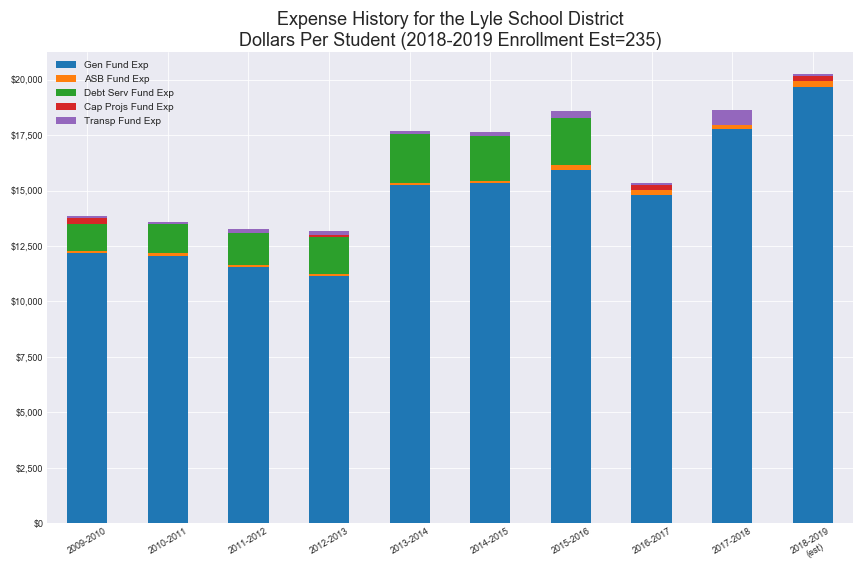 Expense History for the Lyle School District
Dollars Per Student (2018-2019 Enrollment Est=235)
Gen Fund Exp
ASB Fund Exp
Debt Serv Fund Exp
Cap Projs Fund Exp
Transp Fund Exp
$20,000
$17,500
$15,000
$12,500
$10,000
$7,500
$5,000
$2,500
$0
2009-2010
2010-2011
2011-2012
2012-2013
2013-2014
2014-2015
2015-2016
2016-2017
2017-2018
2018-2019
(est)